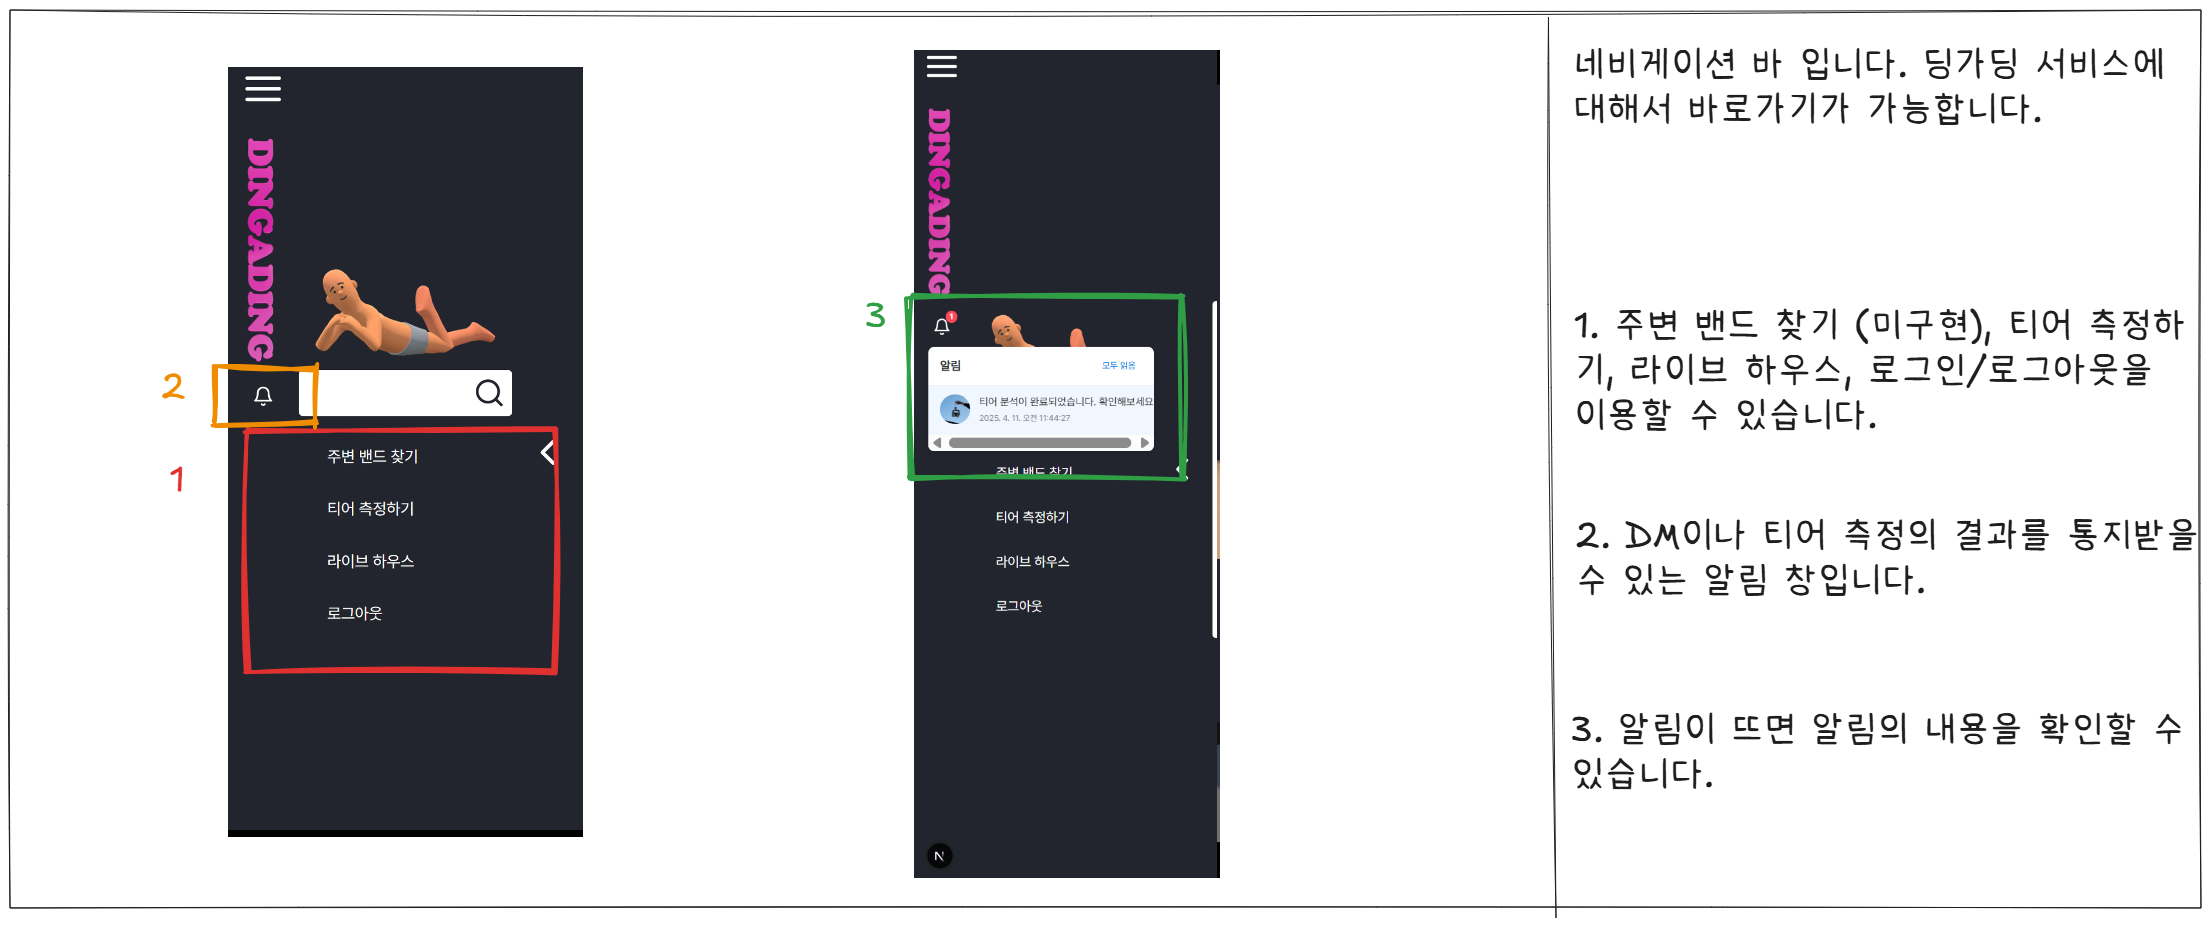 DINGADING
2
1
주변 밴드 찾기
티어 측정하기
라이브 하우스
로그아웃
DINGADING
3
1
알림
모두 읽음
티어 분석이 완료되었습니다. 확인해보세요
2025. 4. 11. 오전 11:44:27
주변 밴드 찾기
티어 측정하기
라이브 하우스
로그아웃
N
네비게이션 바 입니다. 딩가딩 서비스에
대해서 바로가기가 가능합니다.
1. 주변 밴드 찾기 (미구현), 티어 측정하
기, 라이브 하우스, 로그인/로그아웃을
이용할 수 있습니다.
2. DM이나 티어 측정의 결과를 통지받을
수 있는 알림 창입니다.
3. 알림이 뜨면 알림의 내용을 확인할 수
있습니다.